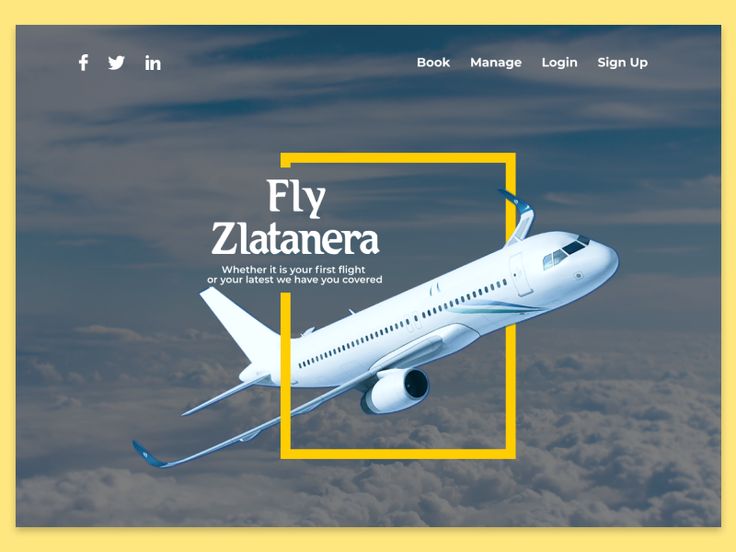 Book Manage Login Sign Up
Fly
Zlatanera
Whether it is your first flight
or your latest we have you covered